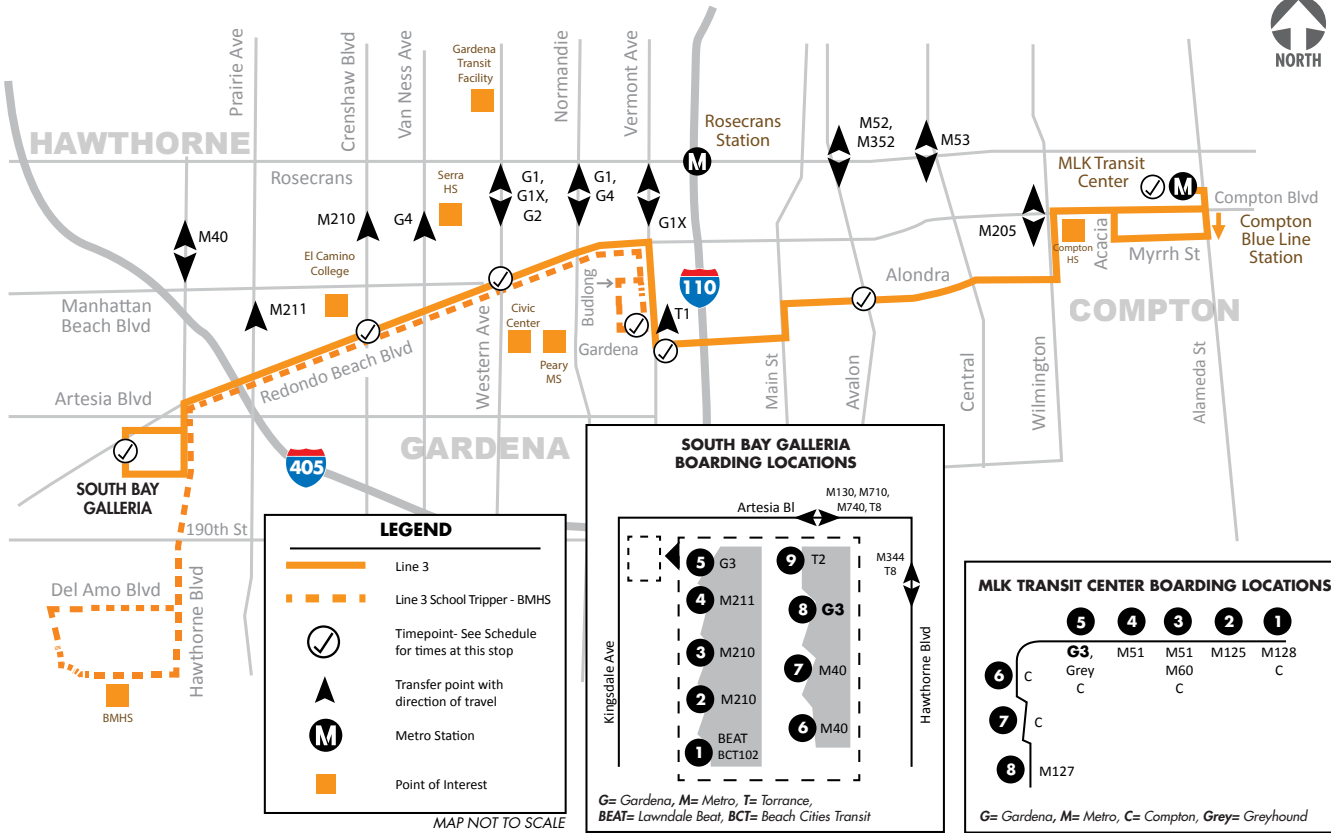 NORTH
Prairie Ave
Crenshaw Blvd
Van Ness Ave
Gardena
Transit
Facility
Normandie
Vermont Ave
HAWTHORNE
Rosecrans
Rosecrans
Station
M
M52,
M352
M53
MLK Transit
Center
M
Compton Blvd
Compton
Blue Line
Station
Serra
HS
G1,
G1X,
G2
G1,
G4
G1X
M40
M210
G4
El Camino
College
M205
Compton
HS
Acacia
Myrrh St
Alondra
COMPTON
Manhattan
Beach Blvd
M211
Civic
Center
Peary
MS
Budlong
Gardena
T1
110
Western Ave
Redondo Beach Blvd
Main St
Avalon
Central
Wilmington
Alameda St
Artesia Blvd
GARDENA
405
SOUTH BAY
GALLERIA
190th St
Del Amo Blvd
Hawthorne Blvd
BMHS
LEGEND
Line 3
Line 3 School Tripper - BMHS
Timepoint- See Schedule
for times at this stop
Transfer point with
direction of travel
M
Metro Station
Point of Interest
MAP NOT TO SCALE
SOUTH BAY GALLERIA
BOARDING LOCATIONS
M130, M710,
M740, T8
Artesia Bl
M344
T8
Kingsdale Ave
Hawthorne Blvd
5 G3
4 M211
3 M210
2 M210
1 BEAT
BCT102
9 T2
8 G3
7 M40
6 M40
G= Gardena, M= Metro, T= Torrance,
BEAT= Lawndale Beat, BCT= Beach Cities Transit
MLK TRANSIT CENTER BOARDING LOCATIONS
5 4 3 2 1
G3, M51 M51 M125 M128
Grey M60 C
C C
6 C
7 C
8 M127
G= Gardena, M= Metro, C= Compton, Grey= Greyhound